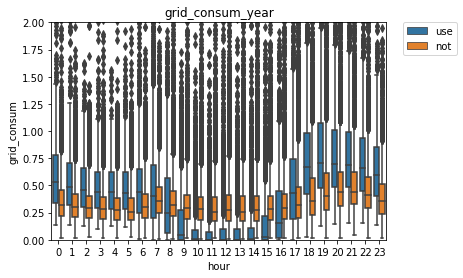 grid_consum_year
use
not
2.00
1.75
1.50
1.25
1.00
0.75
0.50
0.25
0.00
grid_consum
0 1 2 3 4 5 6 7 8 9 10 11 12 13 14 15 16 17 18 19 20 21 22 23
hour